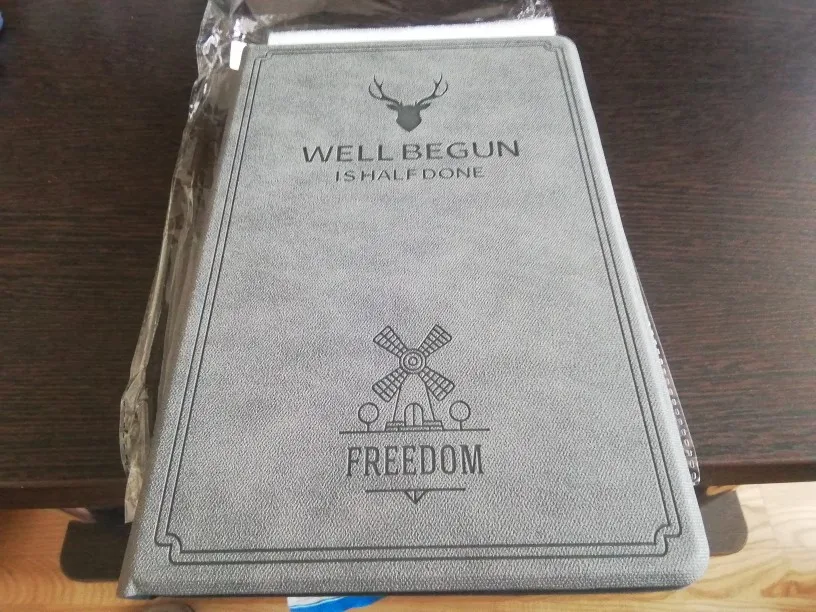 WELL BEGUN
IS HALF DONE
FREEDOM